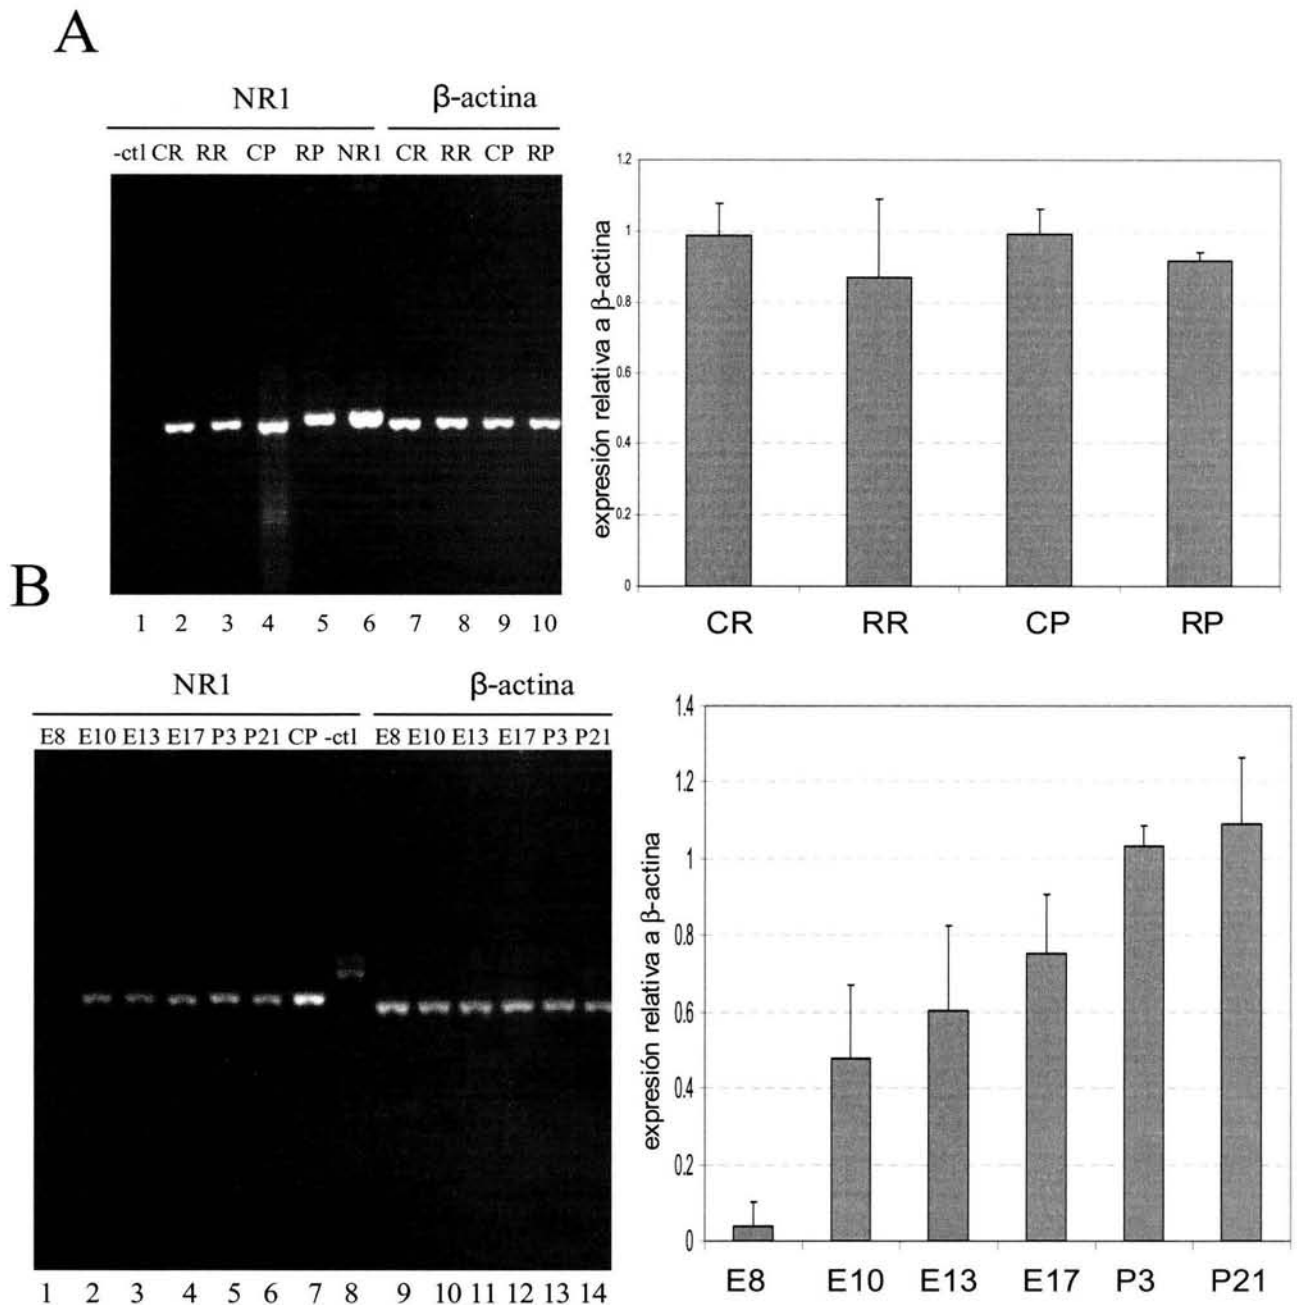 A
NR1 β-actina
-ctl CR RR CP RP NR1 CR RR CP RP
1 2 3 4 5 6 7 8 9 10
expresión relativa a β-actina
1.2
1
0.8
0.6
0.4
0.2
0
CR RR CP RP
B
NR1 β-actina
E8 E10 E13 E17 P3 P21 CP -ctl E8 E10 E13 E17 P3 P21
1 2 3 4 5 6 7 8 9 10 11 12 13 14
expresión relativa a β-actina
1.4
1.2
1
0.8
0.6
0.4
0.2
0
E8 E10 E13 E17 P3 P21